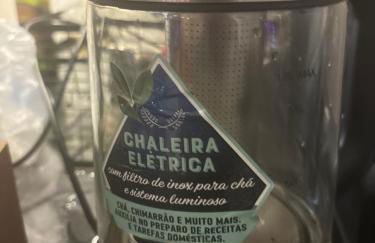 MAX
CHALEIRA
ELÉTRICA
com filtro de inox para chá
e sistema luminoso
CHÁ, CHIMARRÃO E MUITO MAIS.
AUXILIA NO PREPARO DE RECEITAS
E TAREFAS DOMÉSTICAS.